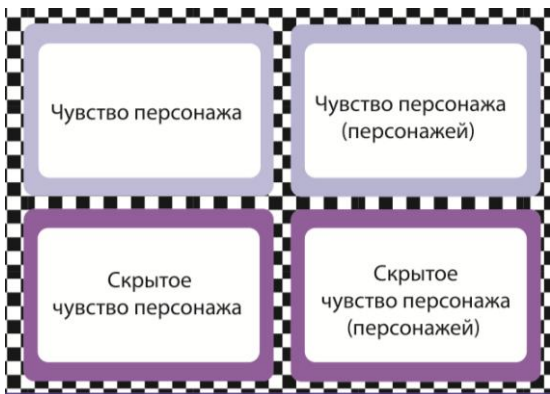 Чувство персонажа
Чувство персонажа
(персонажей)
Скрытое
чувство персонажа
Скрытое
чувство персонажа
(персонажей)